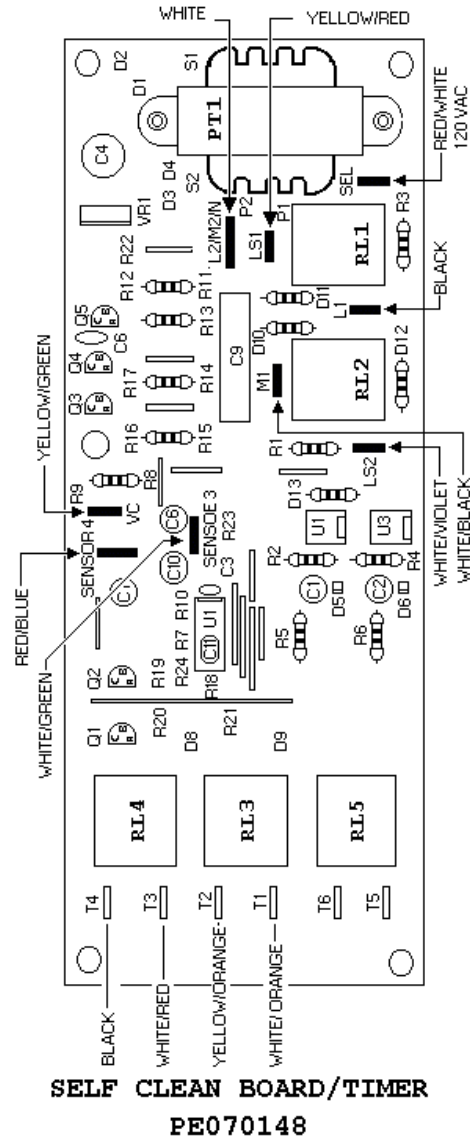 WHITE
YELLOW/RED
D2
S1
D1
PT1
C4
RED/WHITE
120 VAC
D4
D3
S2
SEL
VR1
P2
P1
L2/M2/N
LS1
R3
R22
RL1
R12
R11
D11
BLACK
L1
Q5
R13
D10
C6
C9
Q4
R17
R14
M1
RL2
D12
YELLOW/GREEN
Q3
R16
R15
R1
LS2
WHITE/VIOLET
WHITE/BLACK
R9
R8
VC
SENSOR 4
C6
SENSOE 3
R23
D13
U1
U3
RED/BLUE
C10
C3
R2
R4
WHITE/GREEN
R10
U1
C1
C2
D5
D6
R7
C11
R5
R6
Q2
R19
R24
R18
Q1
R20
R21
D8
D9
RL4
RL3
RL5
T4
T3
T2
T1
T6
T5
BLACK
WHITE/RED
YELLOW/ORANGE
WHITE/ORANGE
SELF CLEAN BOARD/TIMER
PE070148